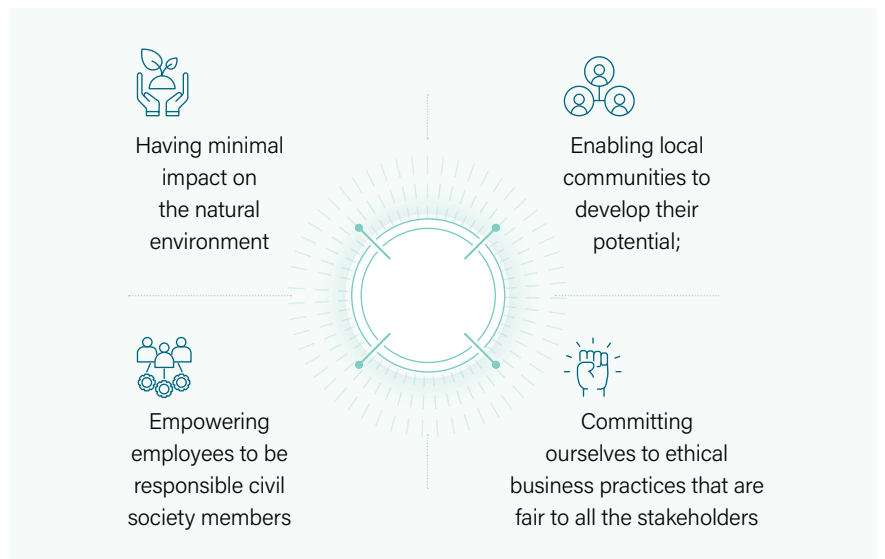 Having minimal
impact on
the natural
environment
Enabling local
communities to
develop their
potential;
Empowering
employees to be
responsible civil
society members
Committing
ourselves to ethical
business practices that are
fair to all the stakeholders